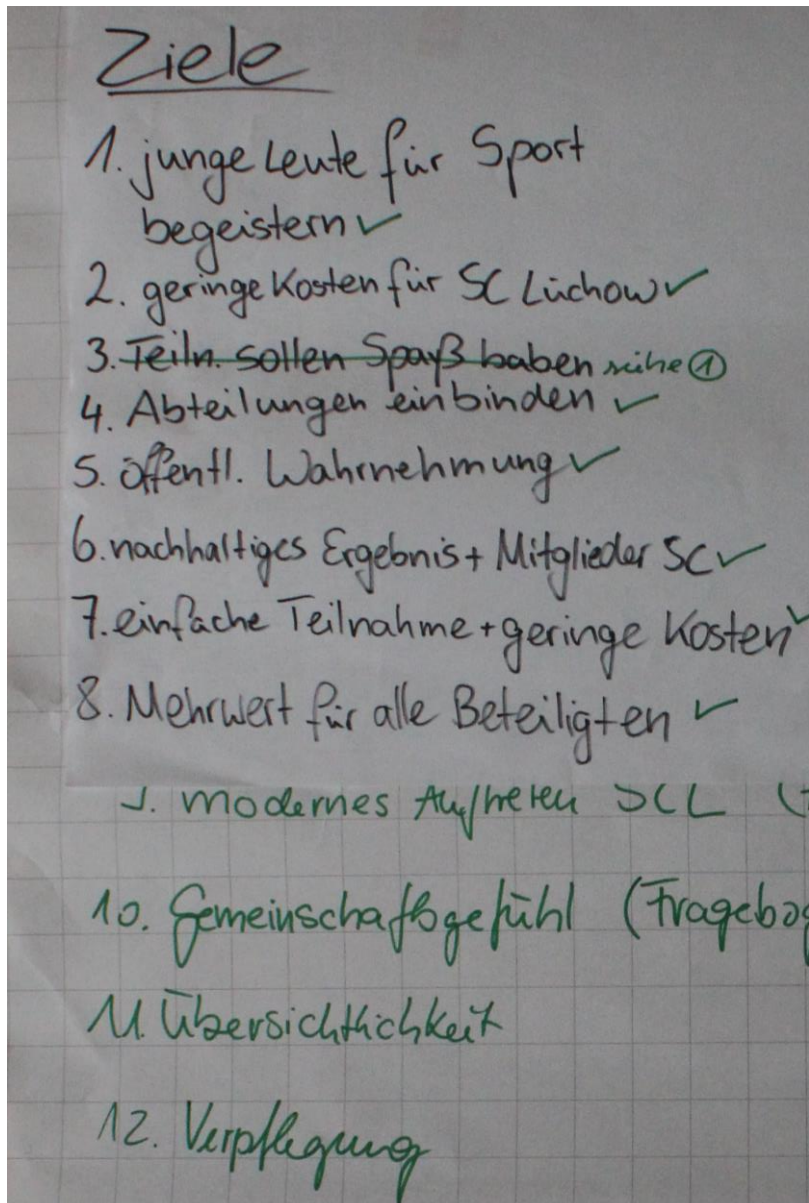 Ziele
1. junge Leute für Sport
begeistern ✓
2. geringe Kosten für SC Lüchow ✓
3. Teiln. sollen Spaß haben siehe ①
4. Abteilungen einbinden ✓
5. öffentl. Wahrnehmung ✓
6. nachhaltiges Ergebnis + Mitglieder SC ✓
7. einfache Teilnahme + geringe Kosten ✓
8. Mehrwert für alle Beteiligten ✓
9. modernes Auftreten SCL (
10. Gemeinschaftsgefühl (Fragebog
11. Übersichtlichkeit
12. Verpflegung